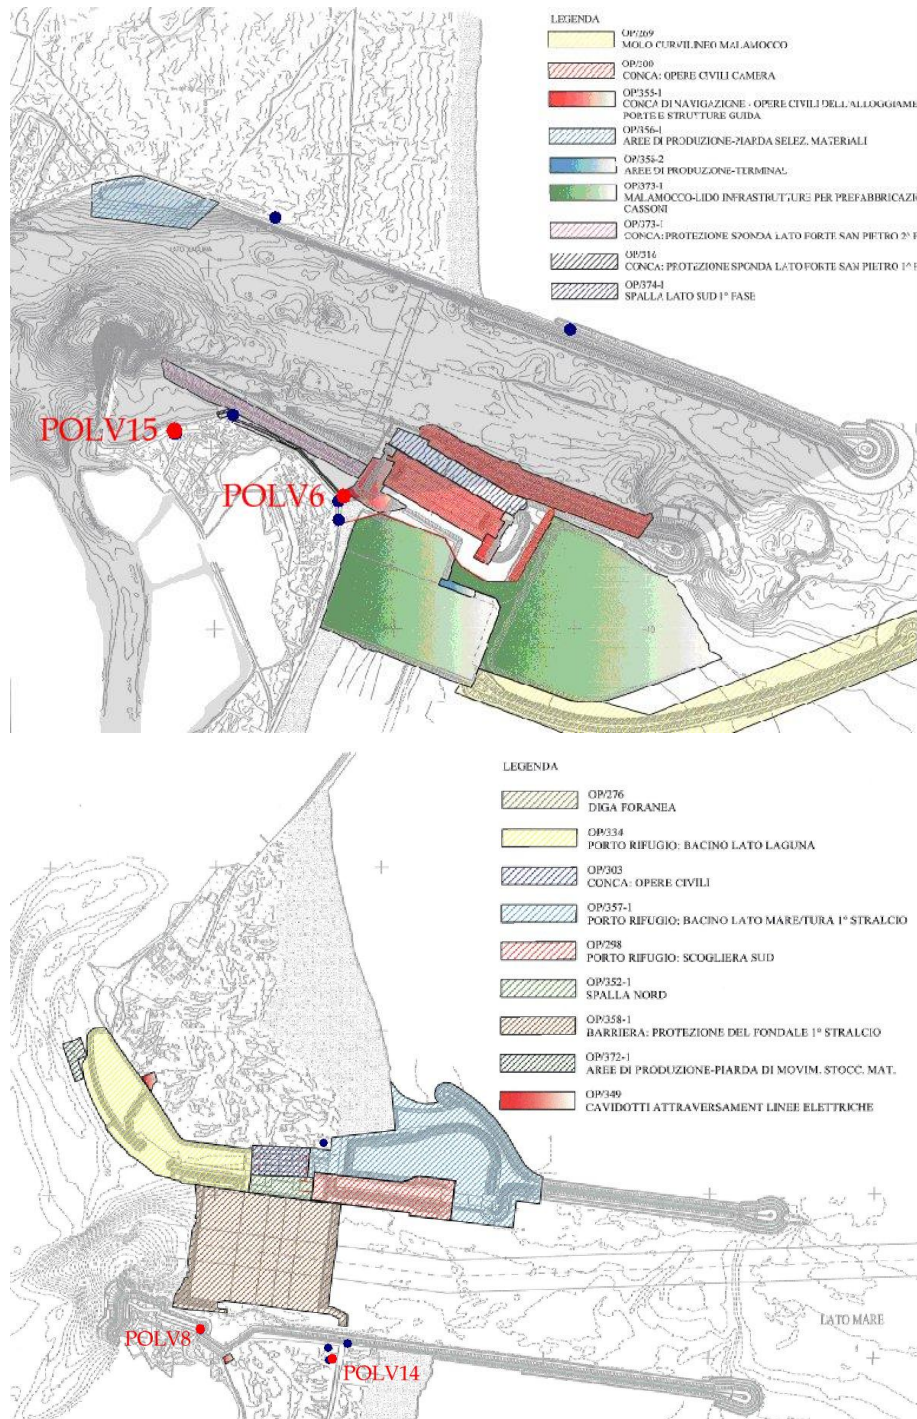 LEGENDA
OP/269
MOLO CURVILINEO MALAMOCCO
OP/300
CONCA: OPERE CIVILI CAMERA
OP/355-1
CONCA DI NAVIGAZIONE - OPERE CIVILI DELL'ALLOGGIAME
PORTE E STRUTTURE GUIDA
OP/356-1
AREE DI PRODUZIONE-PIARDA SELEZ. MATERIALI
OP/356-2
AREE DI PRODUZIONE-TERMINAL
OP/373-1
MALAMOCCO-LIDO INFRASTRUTTURE PER PREFABBRICAZI
CASSONI
OP/373-1
CONCA: PROTEZIONE SPONDA LATO FORTE SAN PIETRO 2ª F
OP/316
CONCA: PROTEZIONE SPONDA LATO FORTE SAN PIETRO 1ª F
OP/374-1
SPALLA LATO SUD 1° FASE
LATO LAGUNA
POLV15
POLV6
LEGENDA
OP/276
DIGA FORANEA
OP/334
PORTO RIFUGIO: BACINO LATO LAGUNA
OP/303
CONCA: OPERE CIVILI
OP/357-1
PORTO RIFUGIO: BACINO LATO MARE/TURA 1° STRALCIO
OP/298
PORTO RIFUGIO: SCOGLIERA SUD
OP/352-1
SPALLA NORD
OP/358-1
BARRIERA: PROTEZIONE DEL FONDALE 1° STRALCIO
OP/372-1
AREE DI PRODUZIONE-PIARDA DI MOVIM. STOCC. MAT.
OP/349
CAVIDOTTI ATTRAVERSAMENT LINEE ELETTRICHE
LATO MARE
POLV8
POLV14